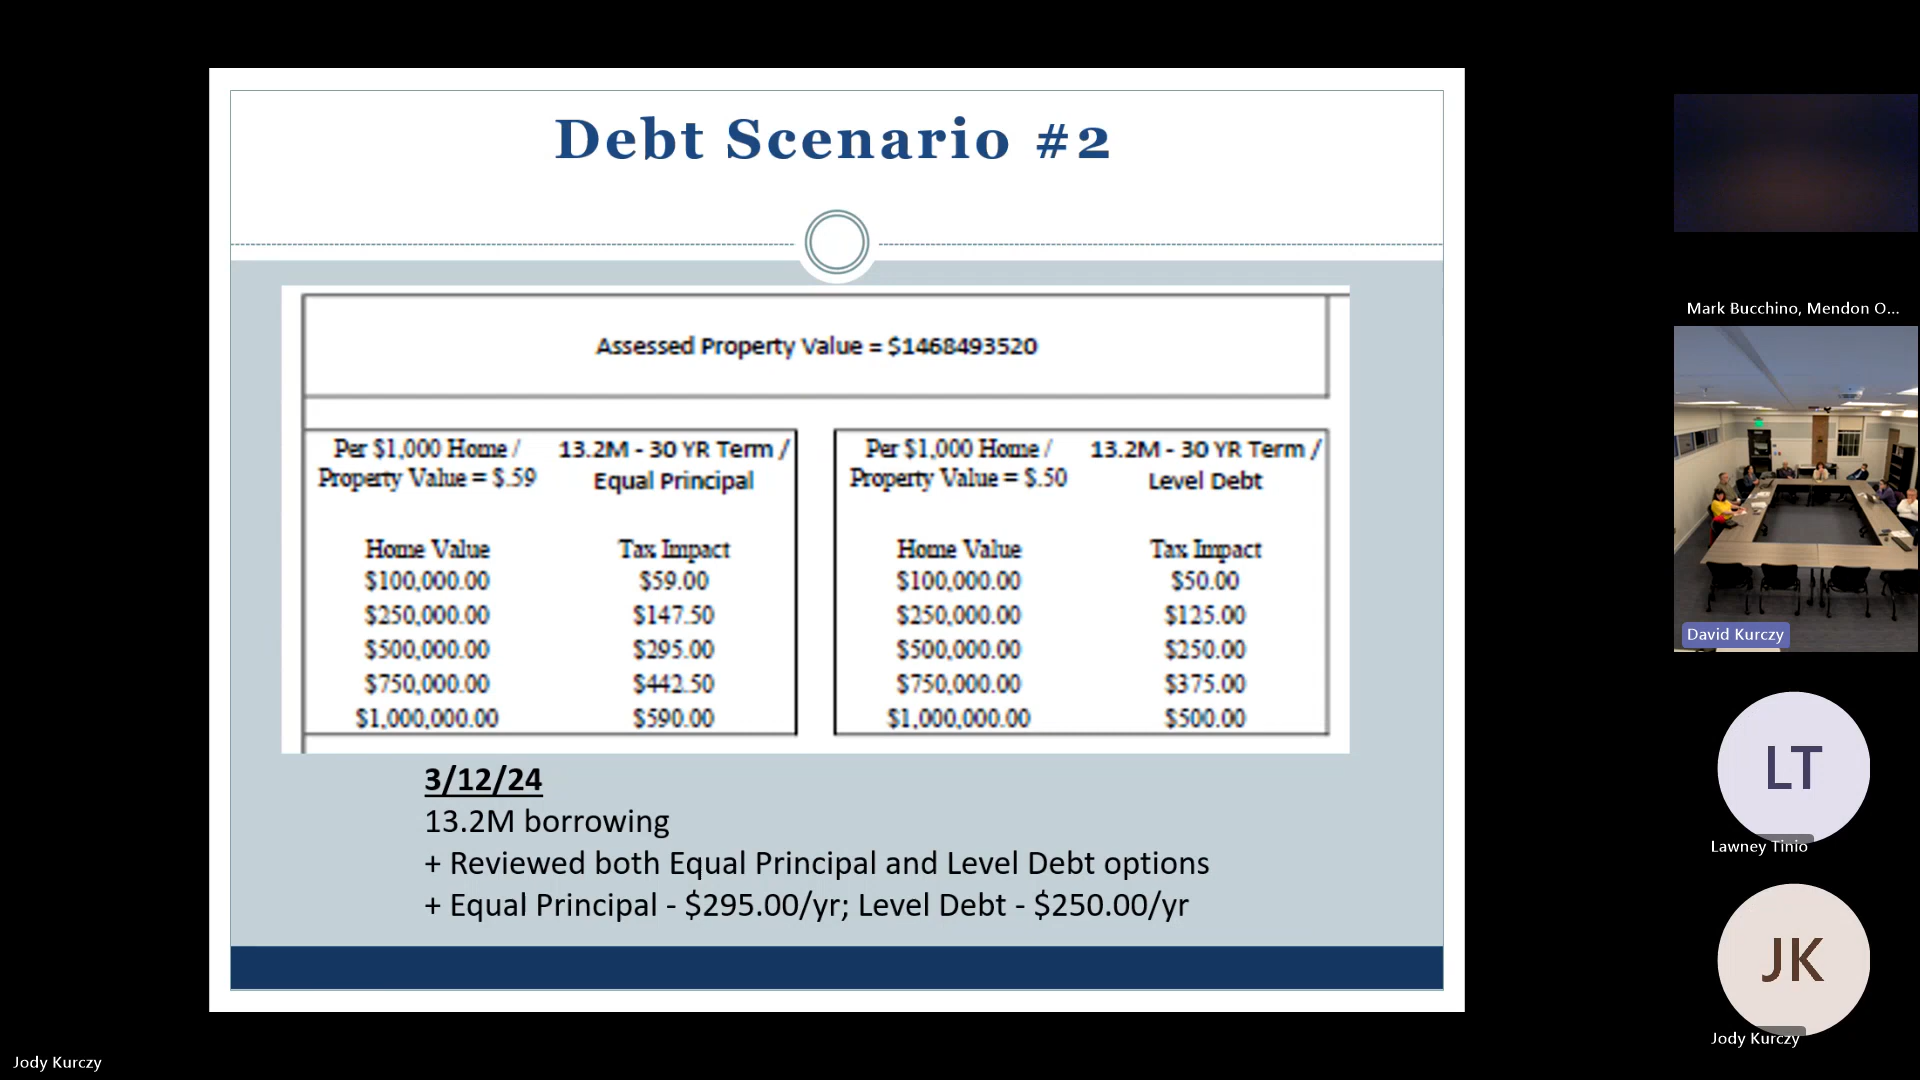 Debt Scenario #2
Assessed Property Value = $1468493520
Per $1,000 Home / 13.2M - 30 YR Term /
Property Value = $.59 Equal Principal
Home Value Tax Impact
$100,000.00 $59.00
$250,000.00 $147.50
$500,000.00 $295.00
$750,000.00 $442.50
$1,000,000.00 $590.00
Per $1,000 Home / 13.2M - 30 YR Term /
Property Value = $.50 Level Debt
Home Value Tax Impact
$100,000.00 $50.00
$250,000.00 $125.00
$500,000.00 $250.00
$750,000.00 $375.00
$1,000,000.00 $500.00
3/12/24
13.2M borrowing
+ Reviewed both Equal Principal and Level Debt options
+ Equal Principal - $295.00/yr; Level Debt - $250.00/yr
Mark Bucchino, Mendon O...
David Kurczy
LT
Lawney Tinio
JK
Jody Kurczy
Jody Kurczy